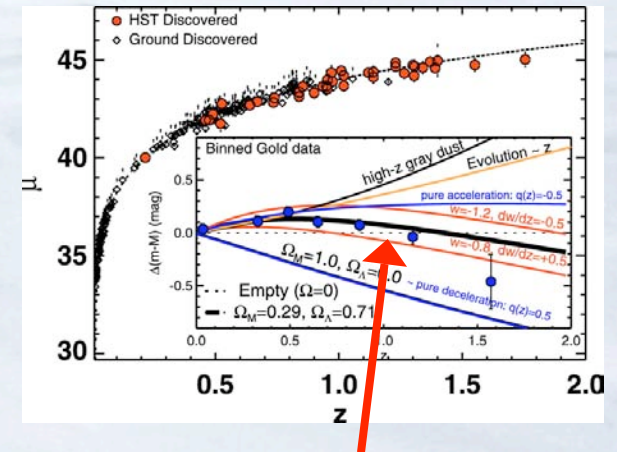 HST Discovered
Ground Discovered
45
40
35
30
μ
Binned Gold data
high-z gray dust
Evolution ~ z
pure acceleration: q(z)=-0.5
w=-1.2, dw/dz=-0.5
w=-0.8, dw/dz=+0.5
~ pure deceleration: q(z)=0.5
Δ(m-M) (mag)
0.5
0.0
-0.5
Ω_M=1.0, Ω_Λ=0.0
Empty (Ω=0)
Ω_M=0.29, Ω_Λ=0.71
0.0 0.5 1.0 1.5 2.0
z
0.5 1.0 1.5 2.0
z